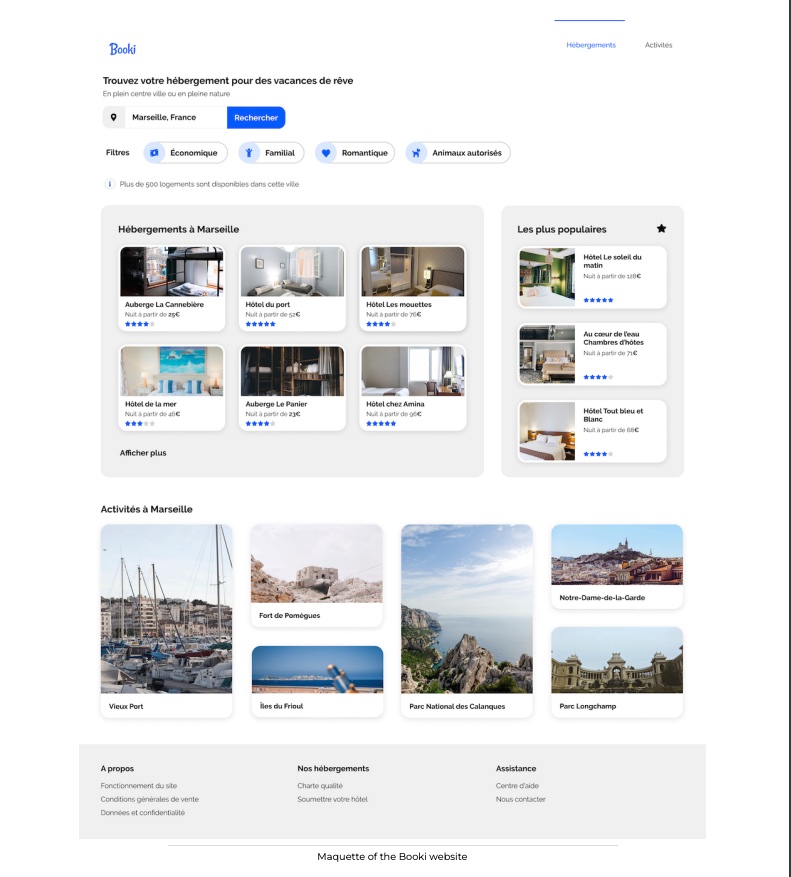 Booki
Hébergements
Activités
Trouvez votre hébergement pour des vacances de rêve
En plein centre ville ou en pleine nature
Marseille, France
Rechercher
Filtres
Économique
Familial
Romantique
Animaux autorisés
Plus de 500 logements sont disponibles dans cette ville
Hébergements à Marseille
Auberge La Cannebière
Nuit à partir de 25€
Hôtel du port
Nuit à partir de 52€
Hôtel Les mouettes
Nuit à partir de 76€
Hôtel de la mer
Nuit à partir de 46€
Auberge Le Panier
Nuit à partir de 23€
Hôtel chez Amina
Nuit à partir de 96€
Afficher plus
Les plus populaires
Hôtel Le soleil du
matin
Nuit à partir de 128€
Au cœur de l'eau
Chambres d'hôtes
Nuit à partir de 71€
Hôtel Tout bleu et
Blanc
Nuit à partir de 68€
Activités à Marseille
Vieux Port
Fort de Pomègues
Îles du Frioul
Parc National des Calanques
Notre-Dame-de-la-Garde
Parc Longchamp
A propos
Fonctionnement du site
Conditions générales de vente
Données et confidentialité
Nos hébergements
Charte qualité
Soumettre votre hôtel
Assistance
Centre d'aide
Nous contacter
Maquette of the Booki website